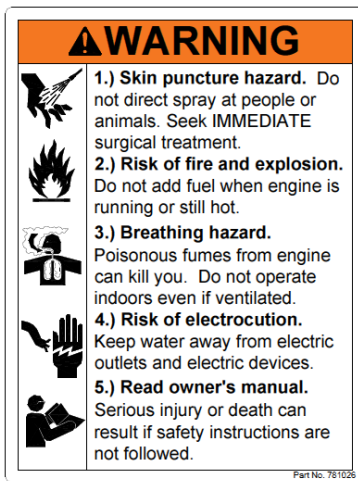 WARNING
1.) Skin puncture hazard. Do
not direct spray at people or
animals. Seek IMMEDIATE
surgical treatment.
2.) Risk of fire and explosion.
Do not add fuel when engine is
running or still hot.
3.) Breathing hazard.
Poisonous fumes from engine
can kill you. Do not operate
indoors even if ventilated.
4.) Risk of electrocution.
Keep water away from electric
outlets and electric devices.
5.) Read owner's manual.
Serious injury or death can
result if safety instructions are
not followed.
Part No. 781026